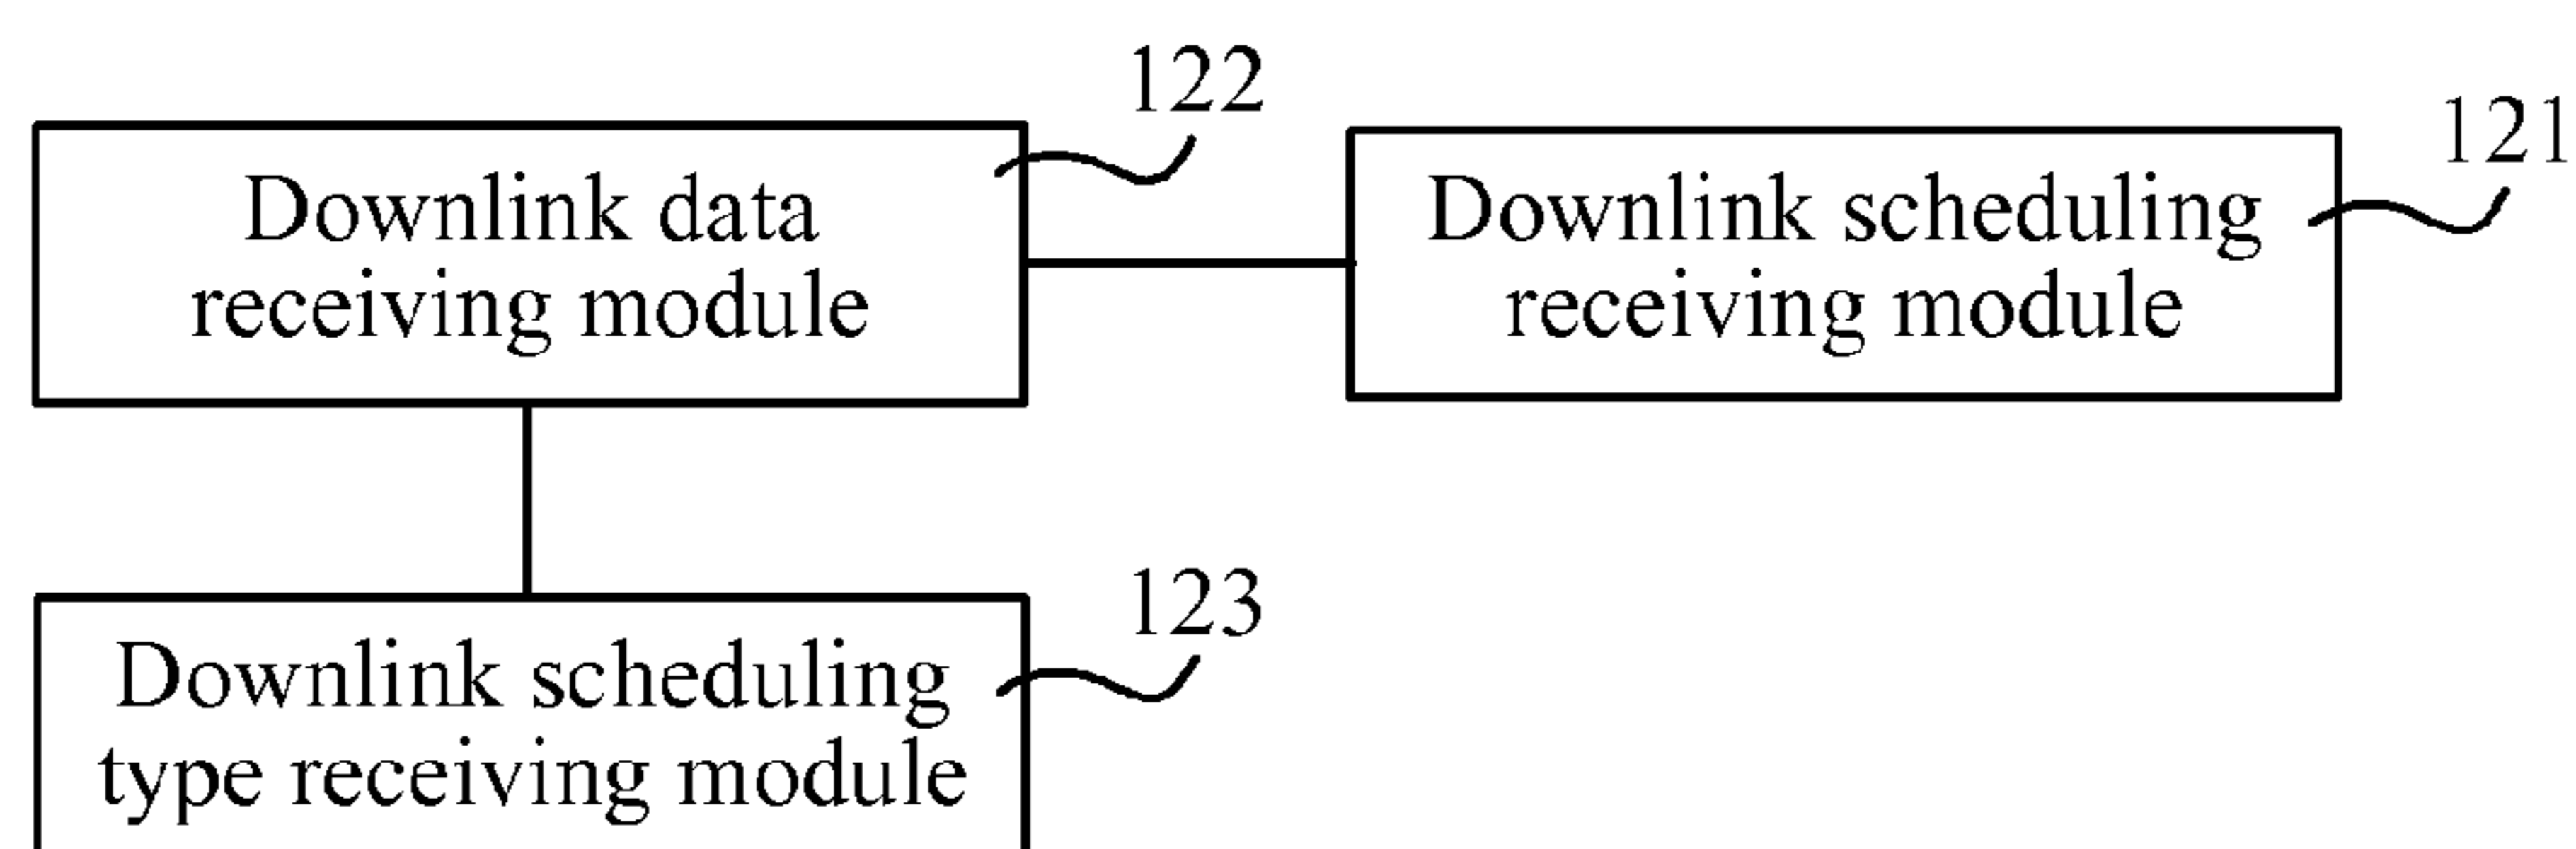 122
121
Downlink data
receiving module
Downlink scheduling
receiving module
123
Downlink scheduling
type receiving module